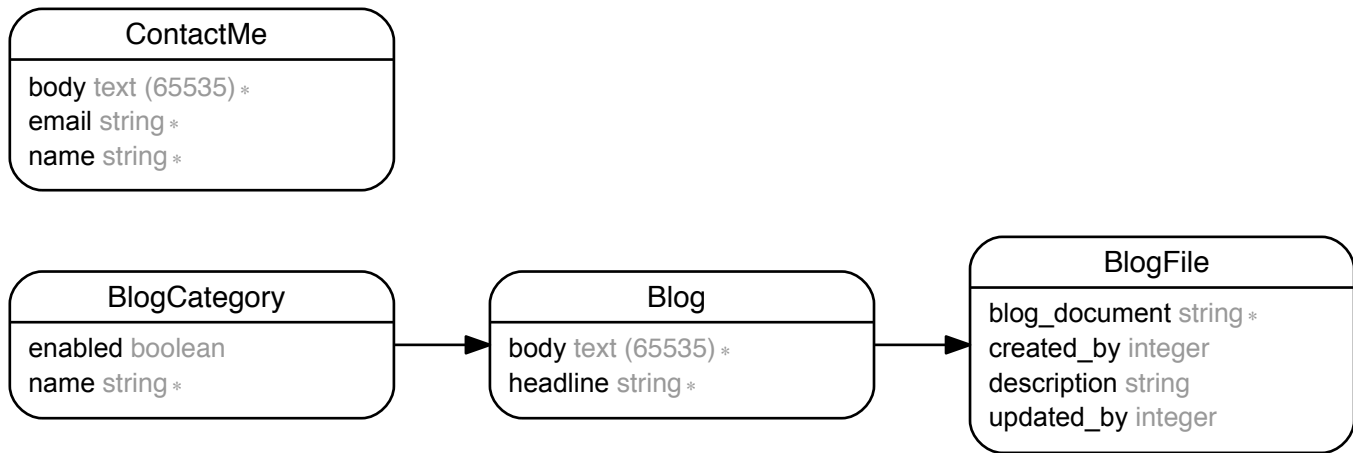 ContactMe
body text (65535) *
email string *
name string *
BlogCategory
enabled boolean
name string *
Blog
body text (65535) *
headline string *
BlogFile
blog_document string *
created_by integer
description string
updated_by integer